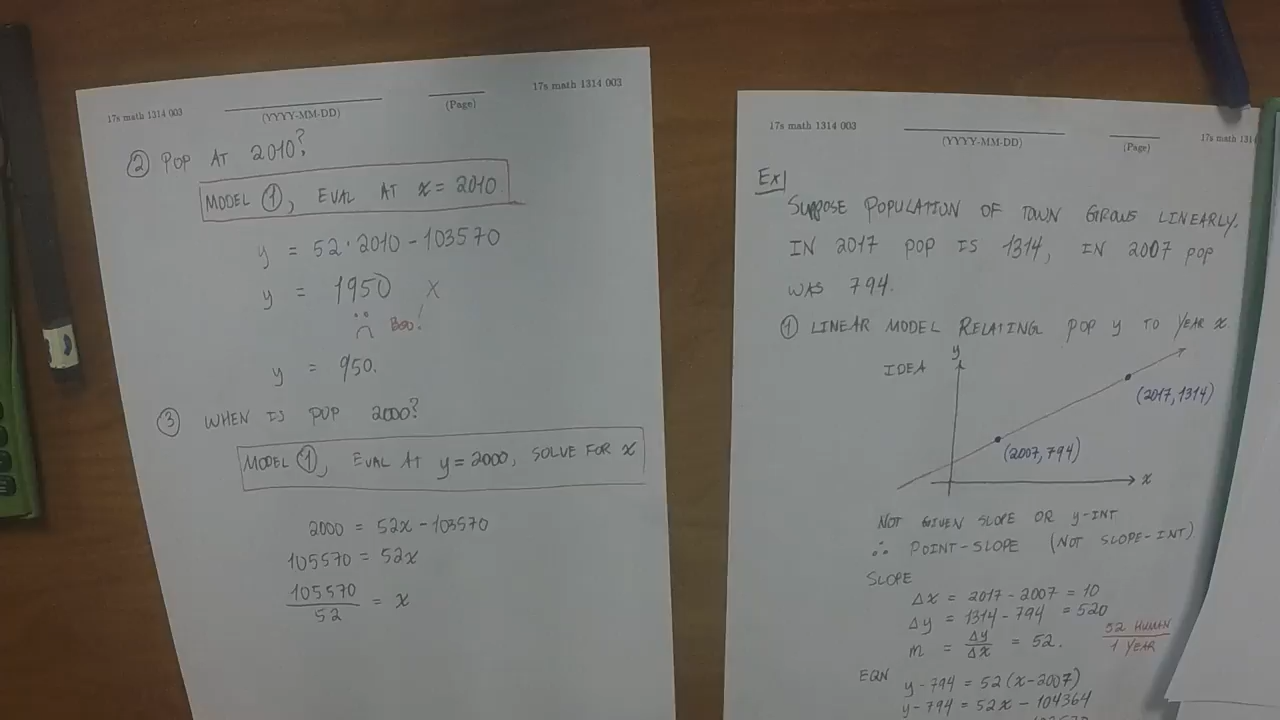 17s math 1314 003
(YYYY-MM-DD)
(Page)
17s math 1314 003
② POP AT 2010?
MODEL ①, EVAL AT x = 2010.
y = 52·2010 - 103570
y = 1950 X
BOO!
y = 950.
③ WHEN IS POP 2000?
MODEL ①, EVAL AT y = 2000, SOLVE FOR x
2000 = 52x - 103570
105570 = 52x
105570
52
= x
17s math 1314 003
(YYYY-MM-DD)
(Page)
17s math 131
Ex1
SUPPOSE POPULATION OF TOWN GROWS LINEARLY.
IN 2017 POP IS 1314, IN 2007 POP
WAS 794.
① LINEAR MODEL RELATING POP y TO YEAR x.
IDEA
y
(2017, 1314)
(2007, 794)
x
NOT GIVEN SLOPE OR y-INT
∴ POINT-SLOPE (NOT SLOPE-INT)
SLOPE
Δx = 2017 - 2007 = 10
Δy = 1314 - 794 = 520
m = Δy/Δx = 52.
52 HUMAN
1 YEAR
EQN y-794 = 52(x-2007)
y-794 = 52x - 104364